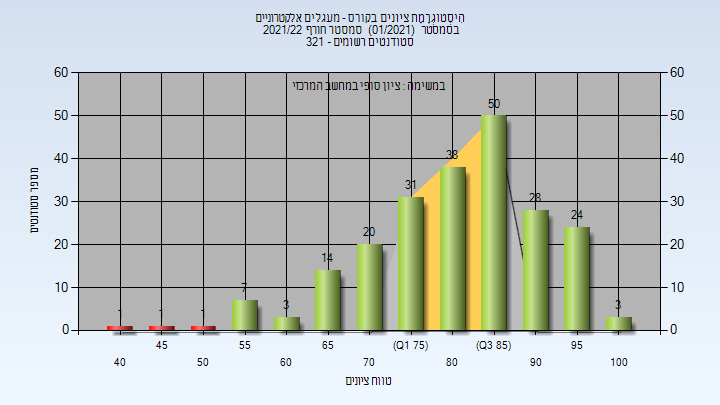 הִיסְטוֹגְרָמַת ציונים בקורס - מעגלים אלקטרוניים
בסמסטר (01/2021) סמסטר חורף 2021/22
סטודנטים רשומים - 321
במשימה : ציון סופי במחשב המרכזי
60 60
50 50
40 40
30 30
20 20
10 10
0 0
מספר סטודנטים
1 1 1 7 3 14 20 31 38 50 28 24 3
45 55 65 (Q1 75) (Q3 85) 95
40 50 60 70 80 90 100
טווח ציונים